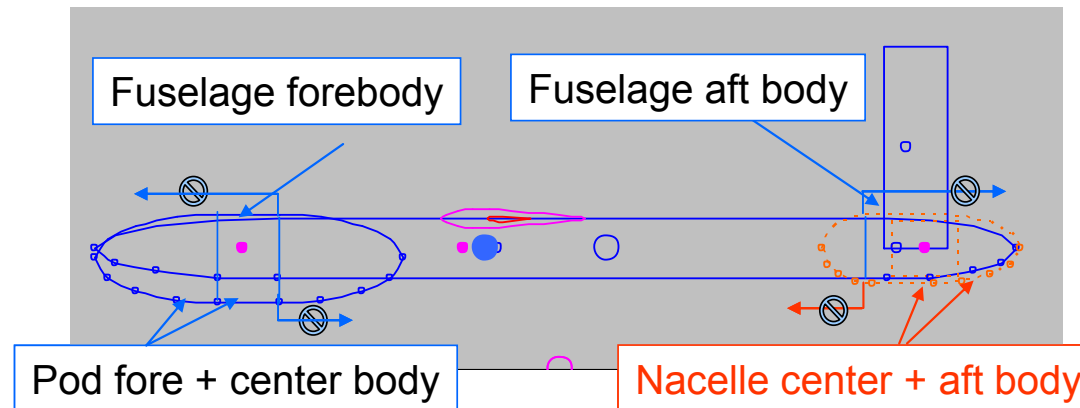 Fuselage forebody
Fuselage aft body
Pod fore + center body
Nacelle center + aft body